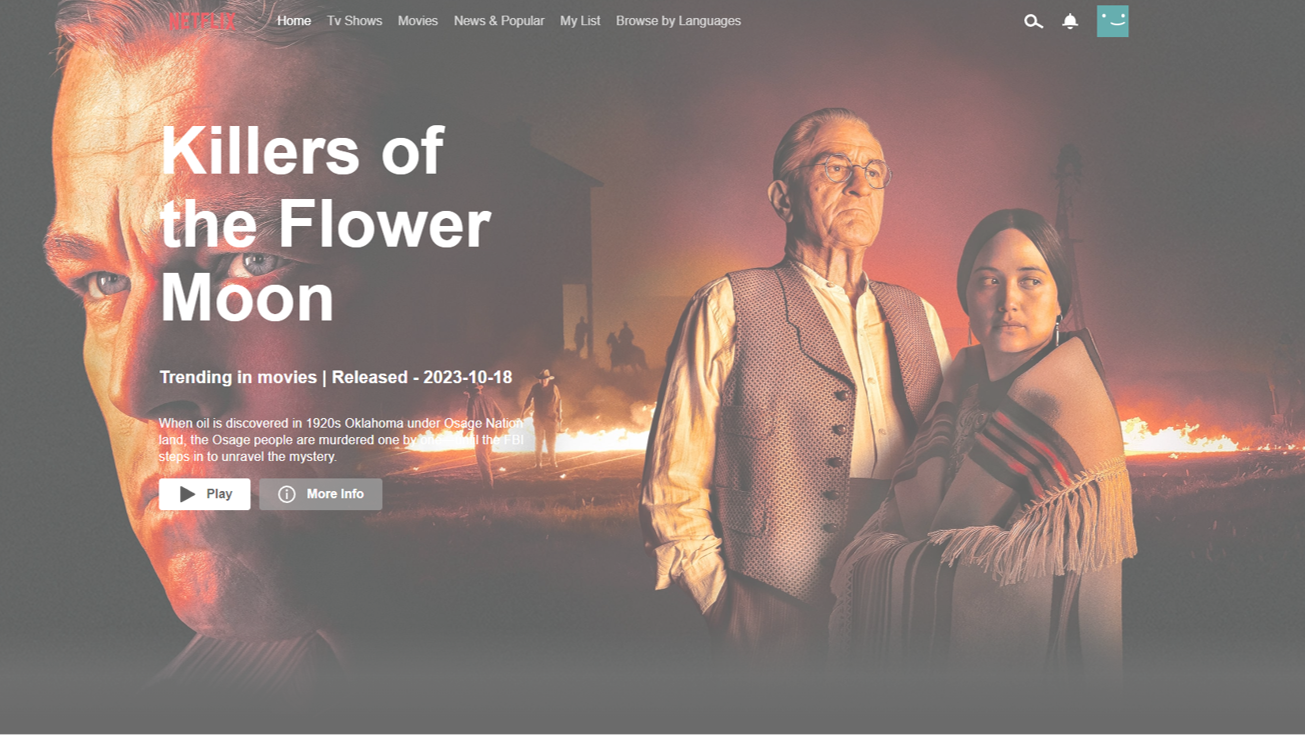 NETFLIX
Home Tv Shows Movies News & Popular My List Browse by Languages
Killers of
the Flower
Moon
Trending in movies | Released - 2023-10-18
When oil is discovered in 1920s Oklahoma under Osage Nation
land, the Osage people are murdered one by one until the FBI
steps in to unravel the mystery.
Play More Info